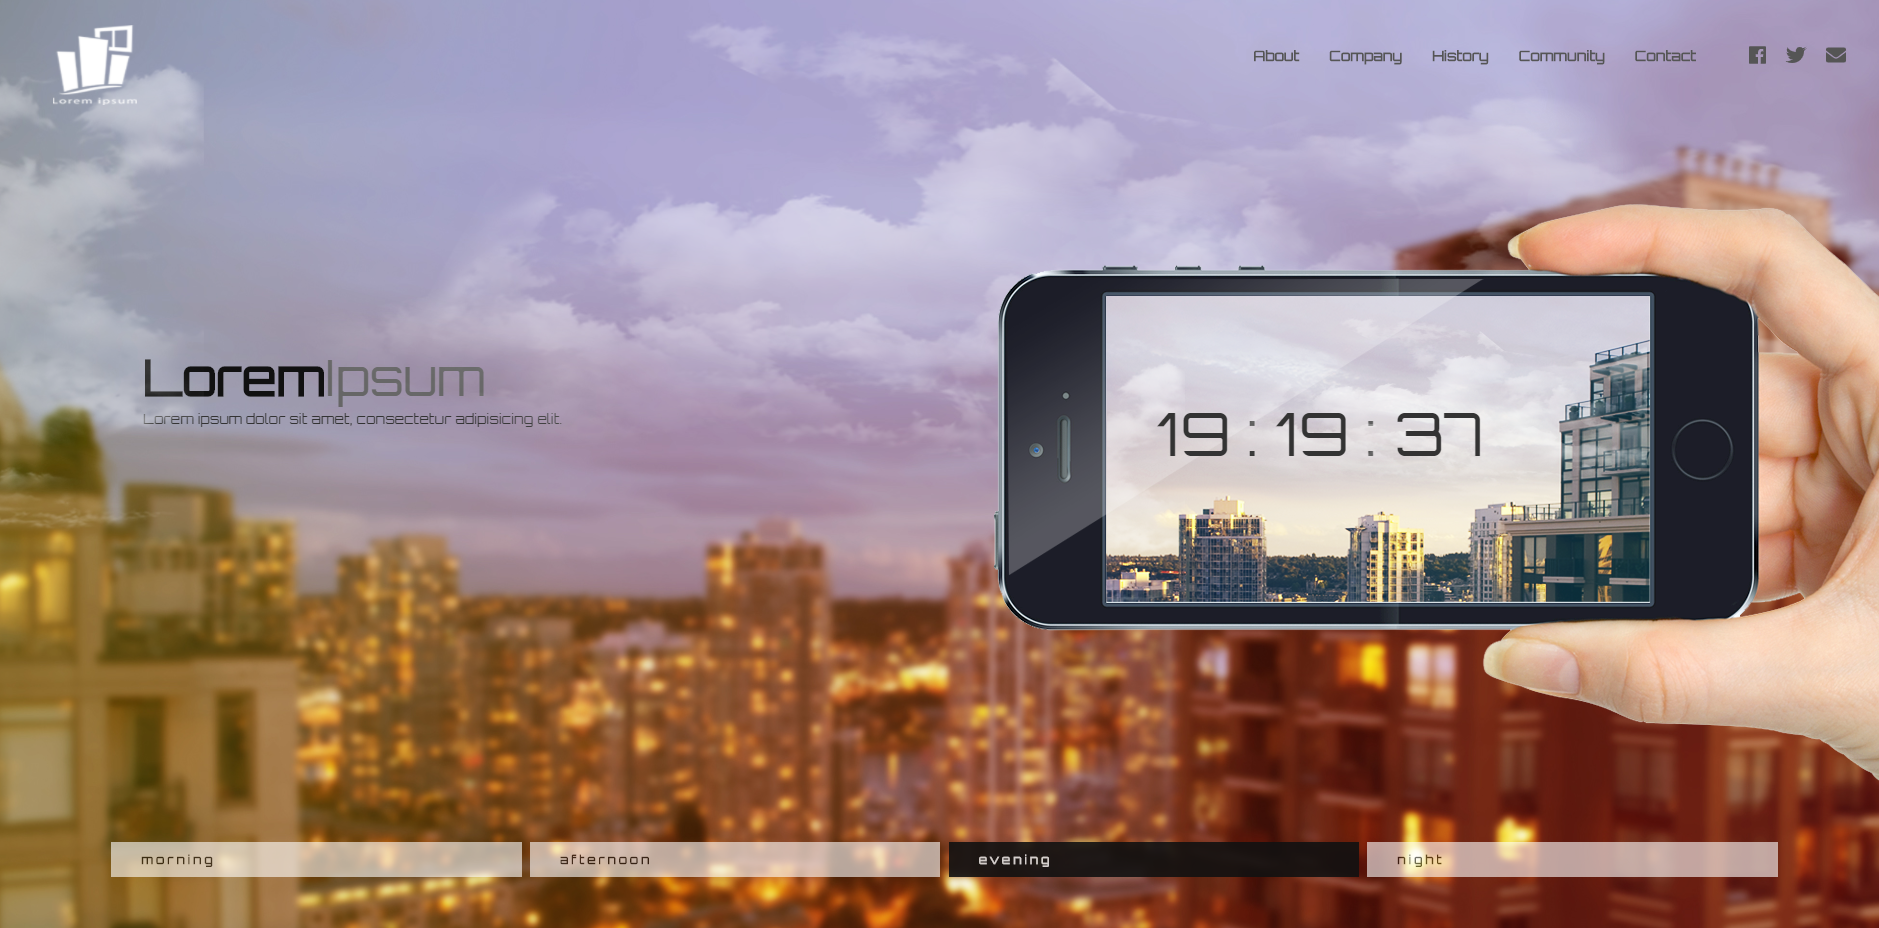 Lorem ipsum
About Company History Community Contact
LoremIpsum
Lorem ipsum dolor sit amet, consectetur adipisicing elit.
19 : 19 : 37
morning afternoon evening night